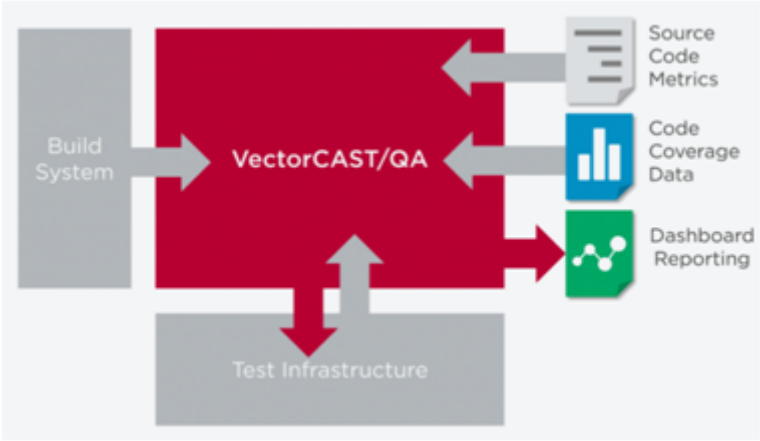 Build
System
VectorCAST/QA
Source
Code
Metrics
Code
Coverage
Data
Dashboard
Reporting
Test Infrastructure